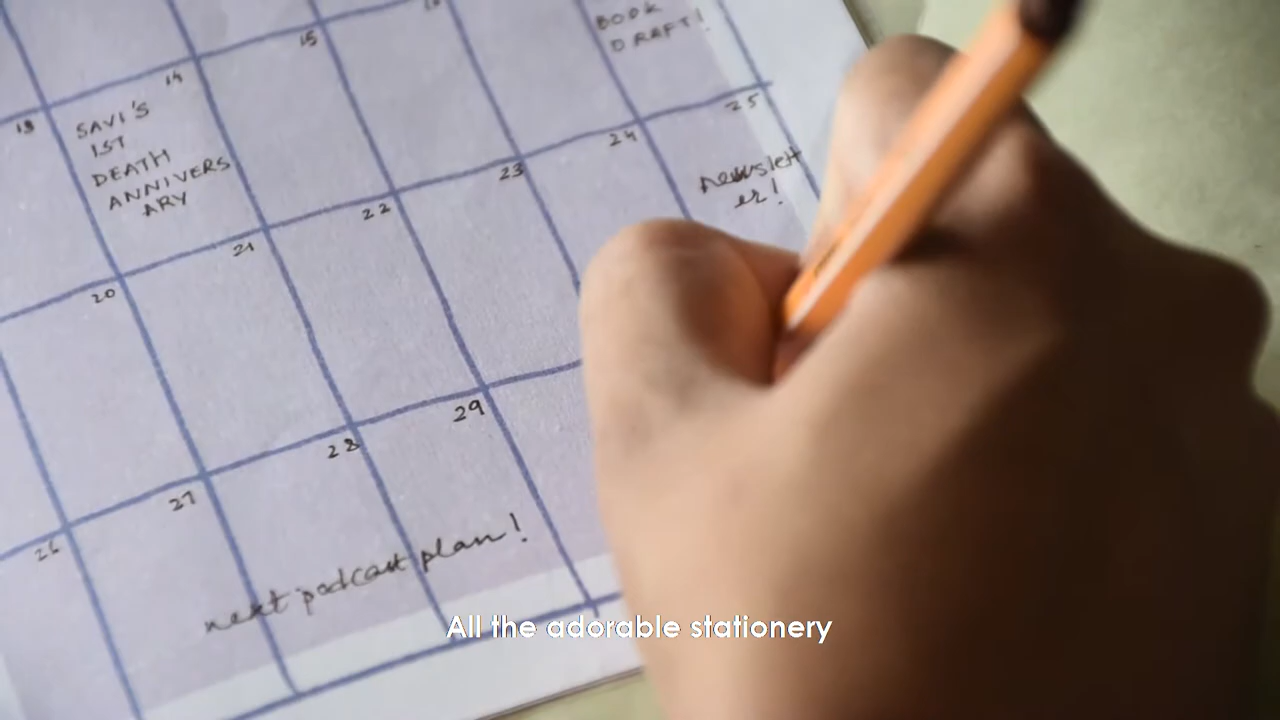 BOOK
DRAFT!
13
14
15
SAVI'S
1ST
DEATH
ANNIVERS
ARY
20
21
22
23
24
25
newslett
er!
26
27
28
29
next podcast plan!
All the adorable stationery